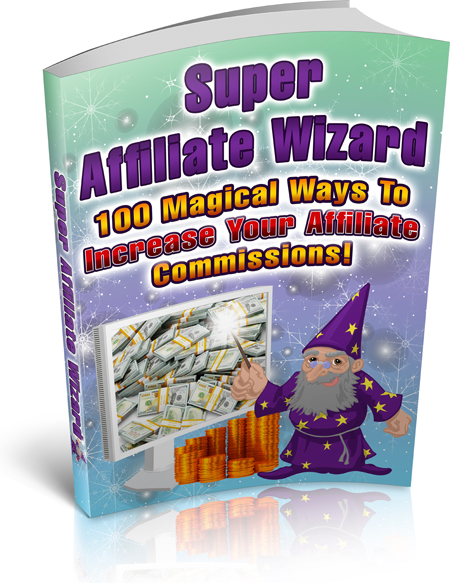 Super
Affiliate Wizard
100 Magical Ways To
Increase Your Affiliate
Commissions!
Super Affiliate Wizard